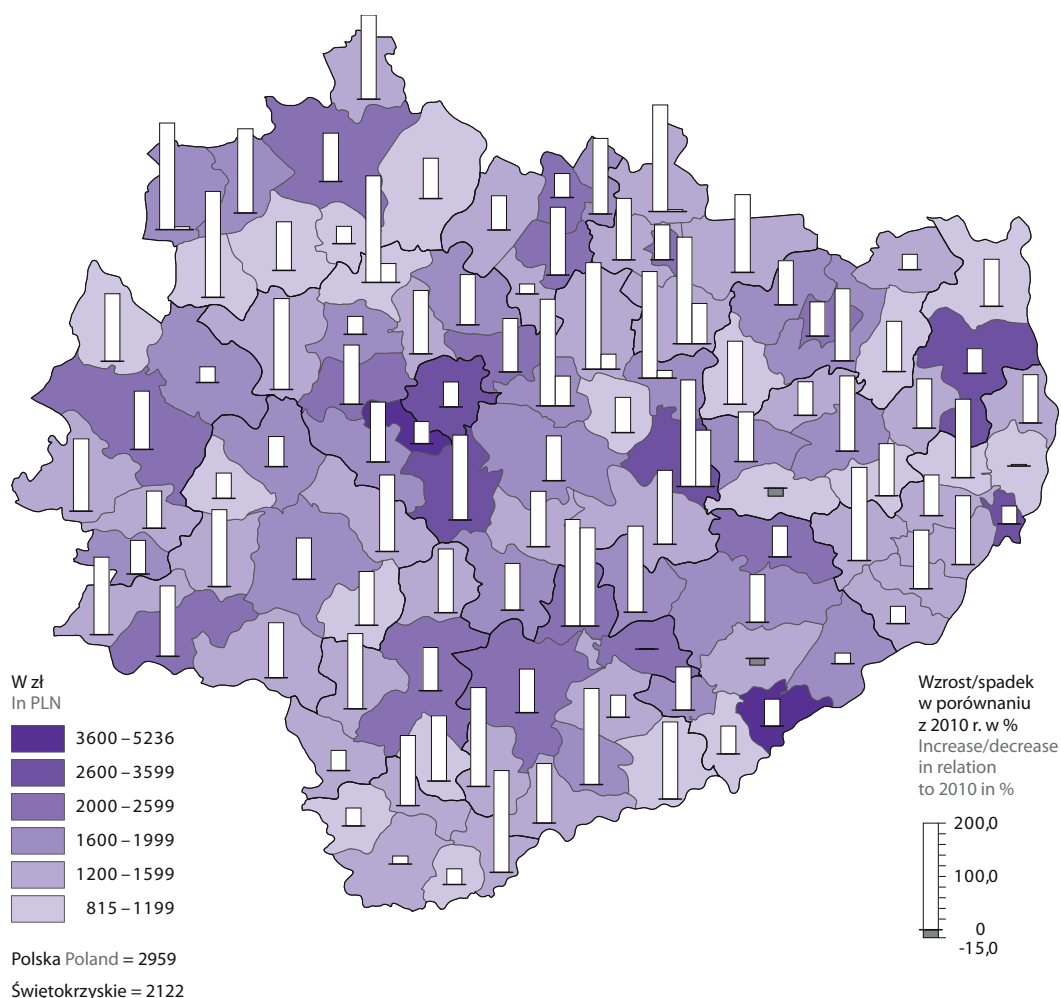 W zł
In PLN
3600 – 5236
2600 – 3599
2000 – 2599
1600 – 1999
1200 – 1599
815 – 1199
Polska Poland = 2959
Świętokrzyskie = 2122
Wzrost/spadek
w porównaniu
z 2010 r. w %
Increase/decrease
in relation
to 2010 in %
200,0
100,0
0
-15,0